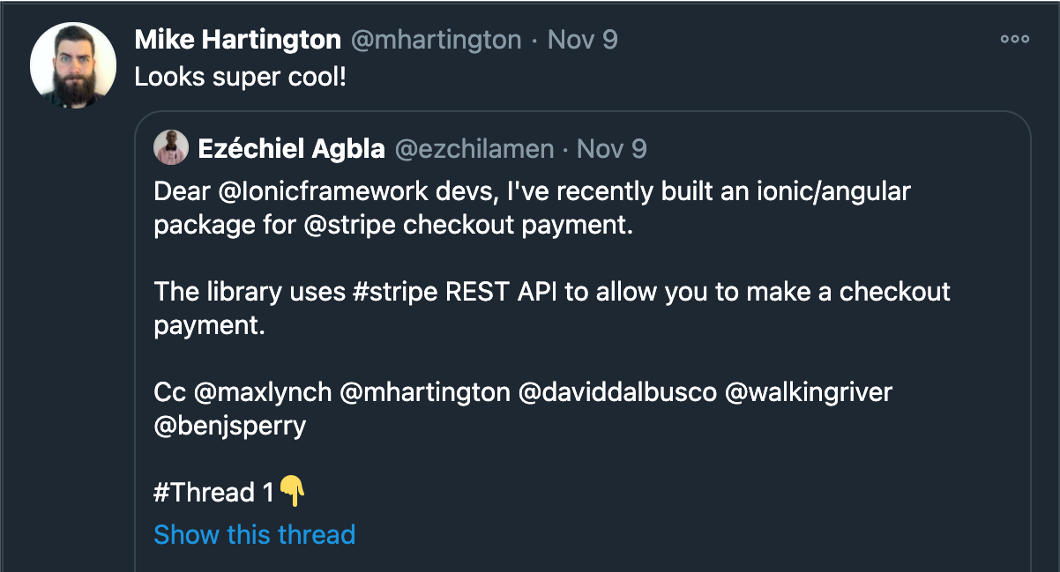 Mike Hartington @mhartington · Nov 9
Looks super cool!
Ezéchiel Agbla @ezchilamen · Nov 9
Dear @Ionicframework devs, I've recently built an ionic/angular
package for @stripe checkout payment.
The library uses #stripe REST API to allow you to make a checkout
payment.
Cc @maxlynch @mhartington @daviddalbusco @walkingriver
@benjsperry
#Thread 1👇
Show this thread